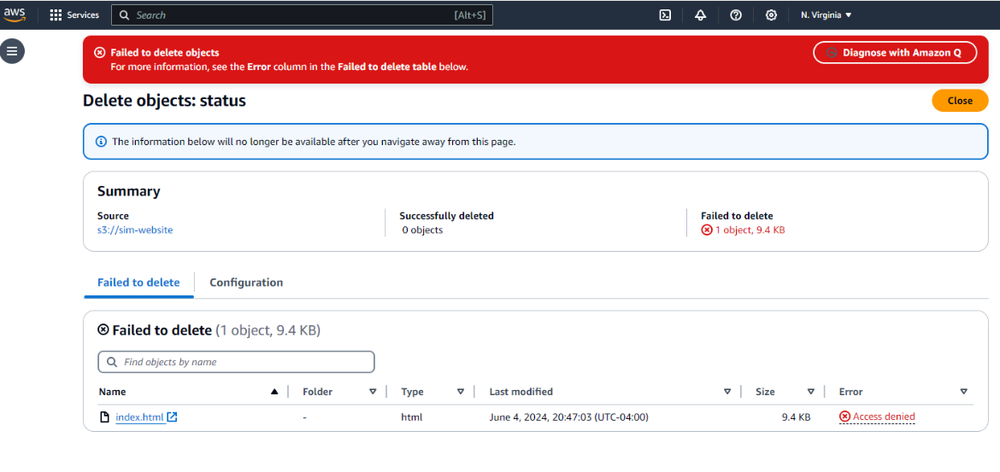 aws Services Search [Alt+S] N. Virginia
Failed to delete objects
For more information, see the Error column in the Failed to delete table below.
Diagnose with Amazon Q
Delete objects: status
Close
The information below will no longer be available after you navigate away from this page.
Summary
Source
s3://sim-website
Successfully deleted
0 objects
Failed to delete
1 object, 9.4 KB
Failed to delete Configuration
Failed to delete (1 object, 9.4 KB)
Find objects by name
Name Folder Type Last modified Size Error
index.html - html June 4, 2024, 20:47:03 (UTC-04:00) 9.4 KB Access denied